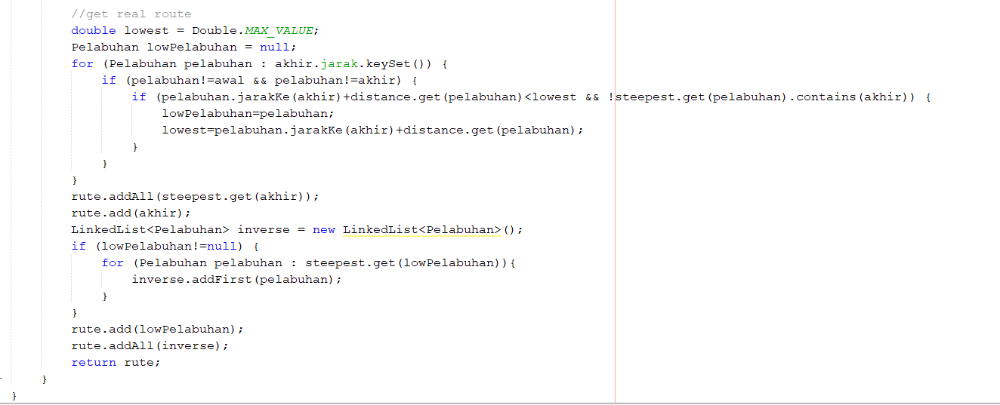 //get real route
double lowest = Double.MAX_VALUE;
Pelabuhan lowPelabuhan = null;
for (Pelabuhan pelabuhan : akhir.jarak.keySet()) {
if (pelabuhan!=awal && pelabuhan!=akhir) {
if (pelabuhan.jarakKe(akhir)+distance.get(pelabuhan)<lowest && !steepest.get(pelabuhan).contains(akhir)) {
lowPelabuhan=pelabuhan;
lowest=pelabuhan.jarakKe(akhir)+distance.get(pelabuhan);
}
}
}
rute.addAll(steepest.get(akhir));
rute.add(akhir);
LinkedList<Pelabuhan> inverse = new LinkedList<Pelabuhan>();
if (lowPelabuhan!=null) {
for (Pelabuhan pelabuhan : steepest.get(lowPelabuhan)){
inverse.addFirst(pelabuhan);
}
}
rute.add(lowPelabuhan);
rute.addAll(inverse);
return rute;
}
}